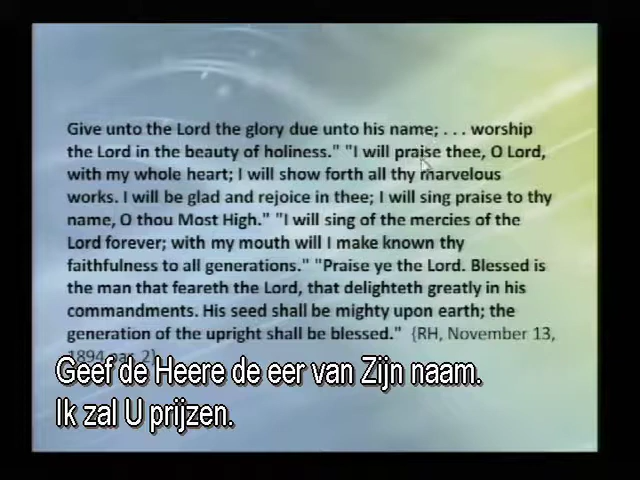 Give unto the Lord the glory due unto his name; . . . worship
the Lord in the beauty of holiness." "I will praise thee, O Lord,
with my whole heart; I will show forth all thy marvelous
works. I will be glad and rejoice in thee; I will sing praise to thy
name, O thou Most High." "I will sing of the mercies of the
Lord forever; with my mouth will I make known thy
faithfulness to all generations." "Praise ye the Lord. Blessed is
the man that feareth the Lord, that delighteth greatly in his
commandments. His seed shall be mighty upon earth; the
generation of the upright shall be blessed." {RH, November 13,
1894 par. 2}
Geef de Heere de eer van Zijn naam.
Ik zal U prijzen.